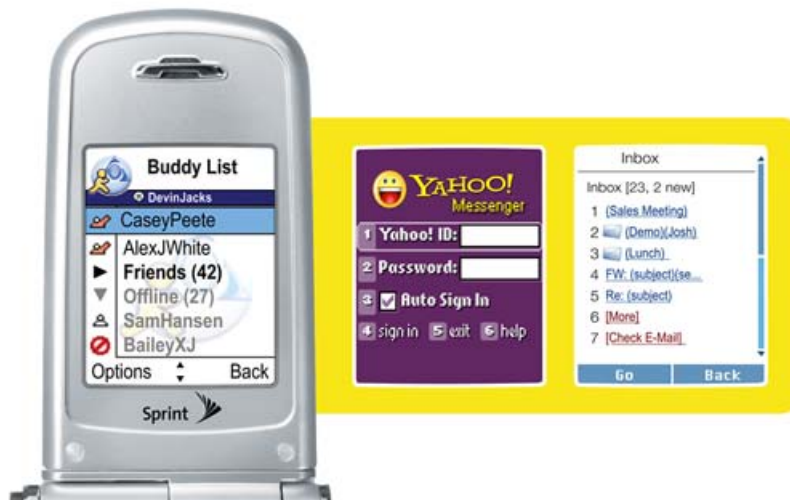 Buddy List
DevinJacks
CaseyPeete
AlexJWhite
Friends (42)
Offline (27)
SamHansen
BaileyXJ
Options Back
Sprint
YAHOO!
Messenger
1 Yahoo! ID:
2 Password:
3 Auto Sign In
4 sign in 5 exit 6 help
Inbox
Inbox [23, 2 new]
1 (Sales Meeting)
2 (Demo)(Josh)
3 (Lunch)
4 FW: (subject)(se...
5 Re: (subject)
6 [More]
7 [Check E-Mail]
Go Back